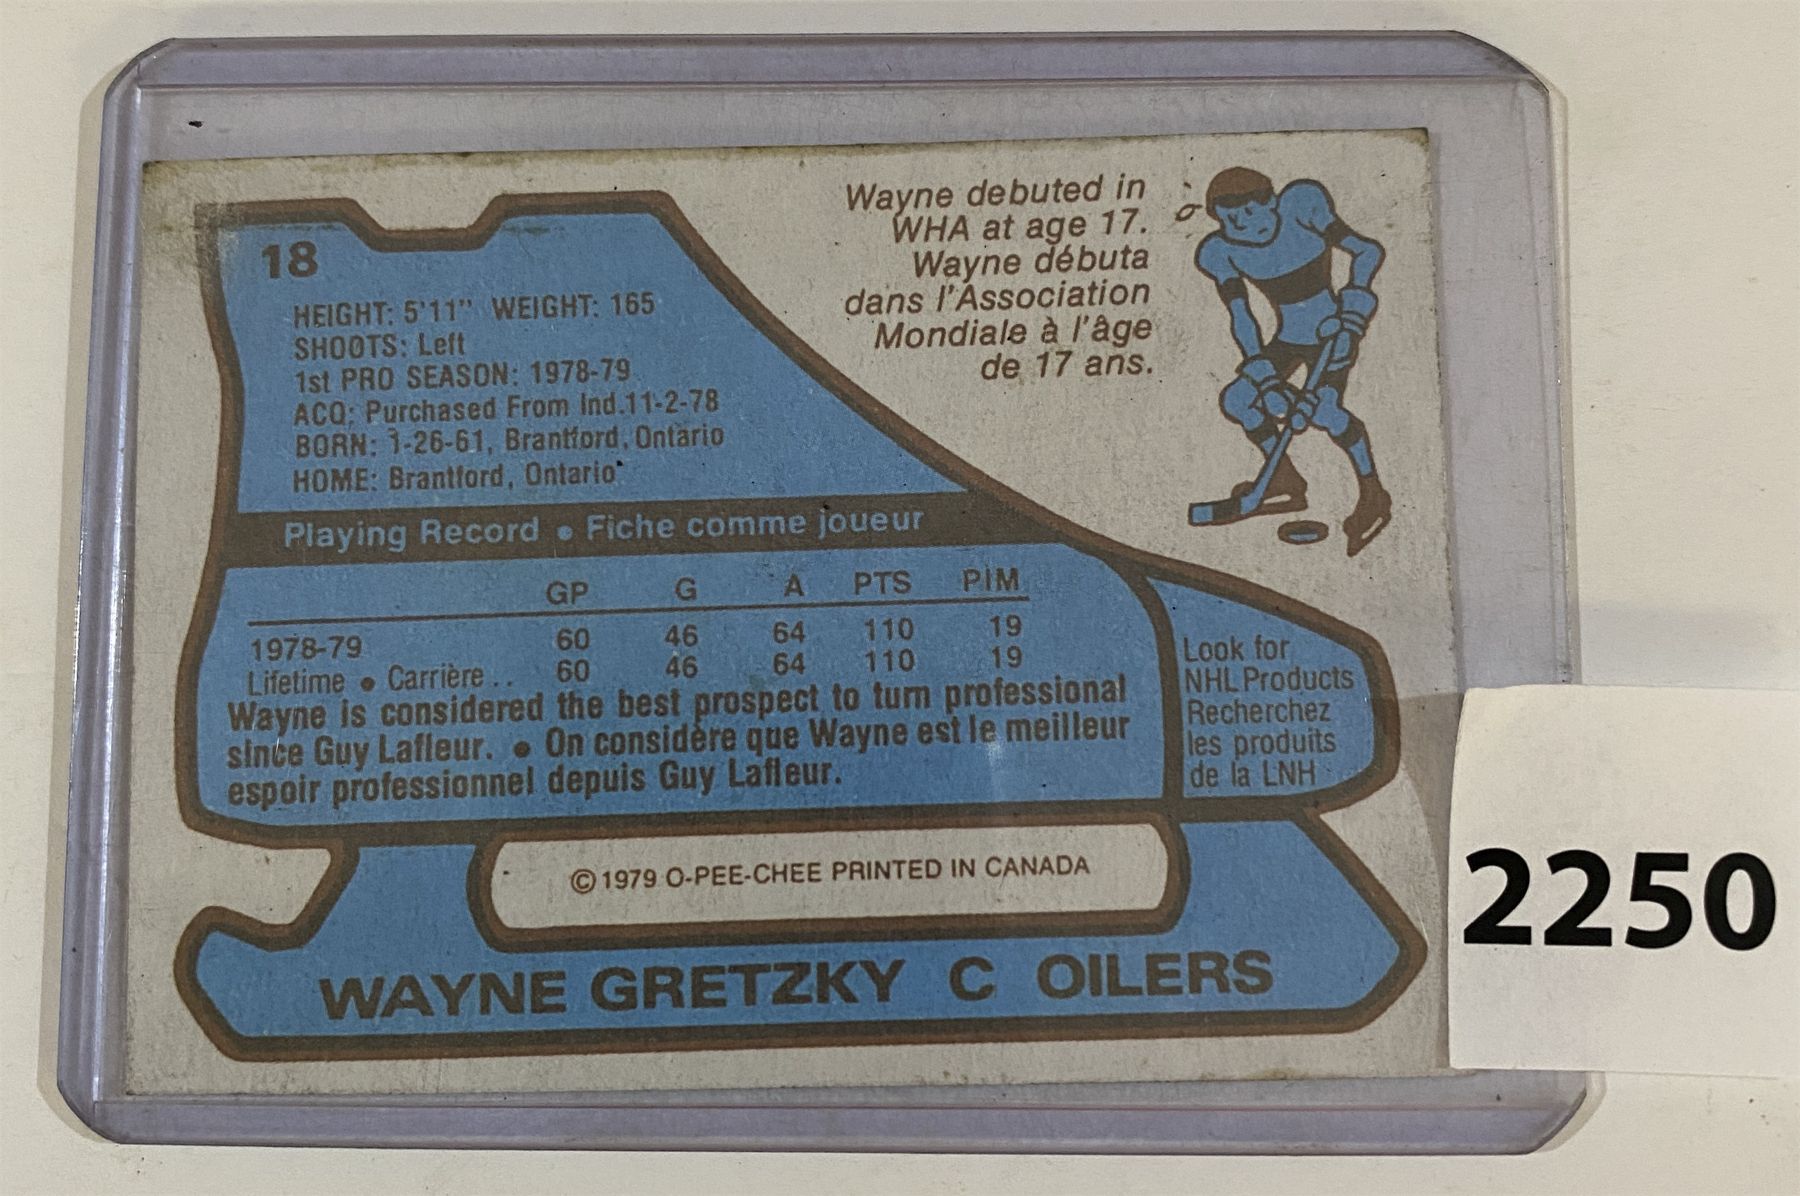 18
HEIGHT: 5'11" WEIGHT: 165
SHOOTS: Left
1st PRO SEASON: 1978-79
ACQ: Purchased From Ind.11-2-78
BORN: 1-26-61, Brantford, Ontario
HOME: Brantford, Ontario
Wayne debuted in
WHA at age 17.
Wayne débuta
dans l'Association
Mondiale à l'âge
de 17 ans.
Playing Record • Fiche comme joueur
GP G A PTS PIM
1978-79 60 46 64 110 19
Lifetime • Carrière .. 60 46 64 110 19
Wayne is considered the best prospect to turn professional
since Guy Lafleur. • On considère que Wayne est le meilleur
espoir professionnel depuis Guy Lafleur.
Look for
NHL Products
Recherchez
les produits
de la LNH
© 1979 O-PEE-CHEE PRINTED IN CANADA
WAYNE GRETZKY C OILERS
2250